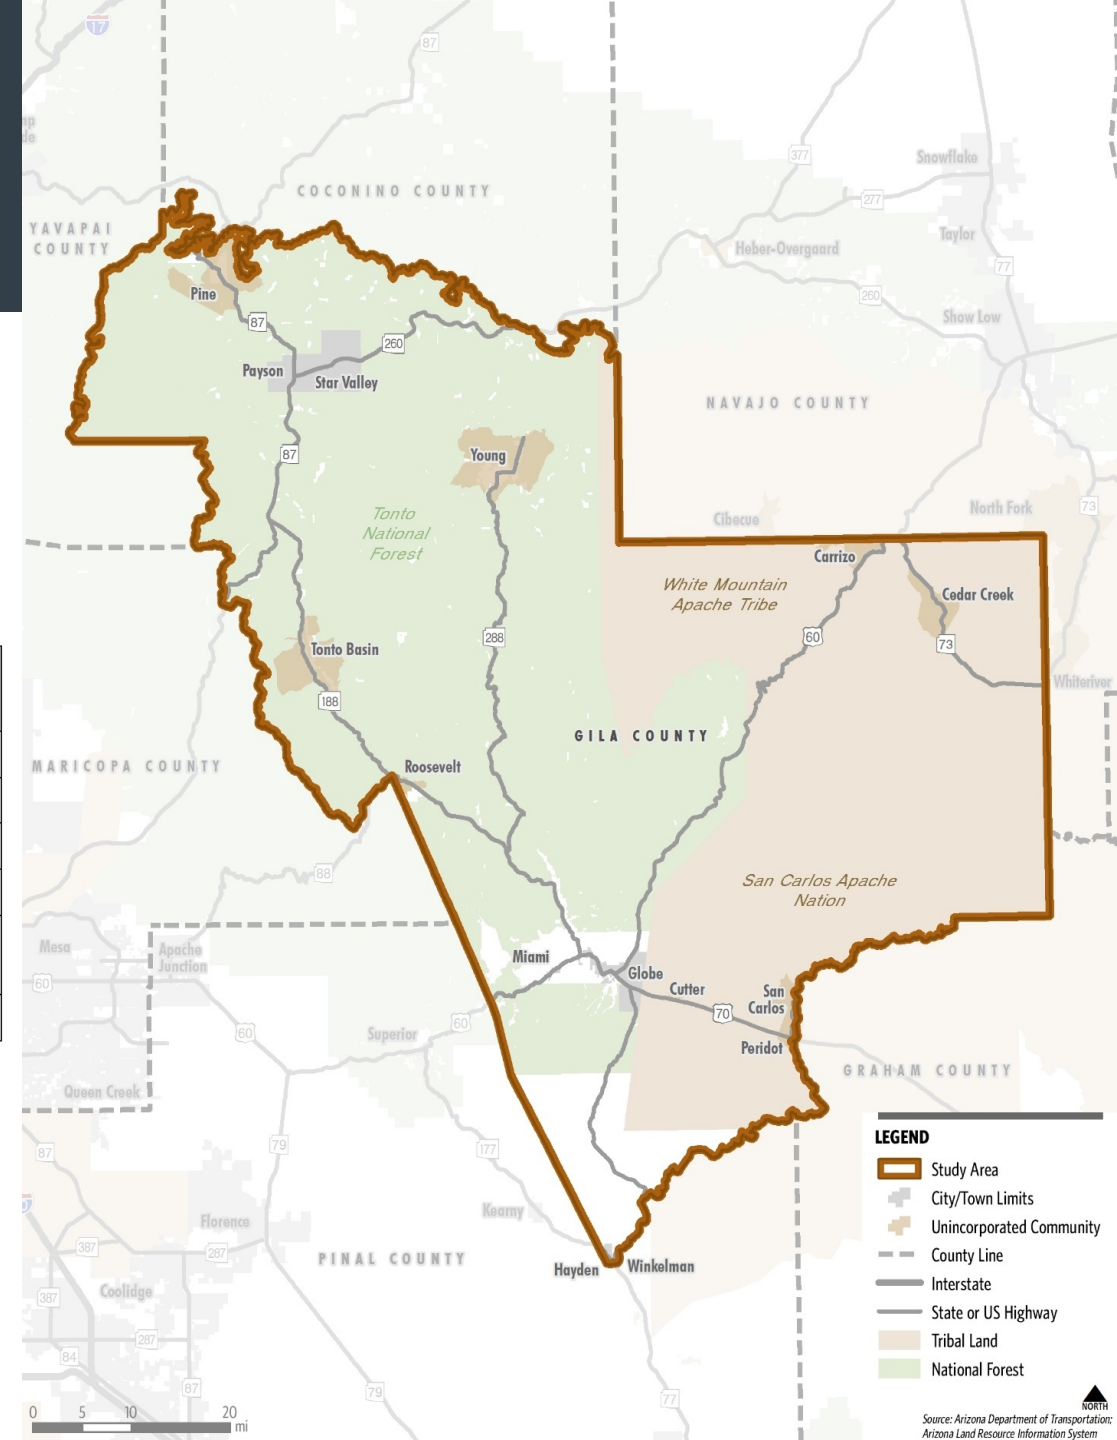 17
87
COCONINO COUNTY
YAVAPAI
COUNTY
377
Snowflake
277
Taylor
77
Heber-Overgaard
260
Show Low
Pine
87
260
Payson
Star Valley
NAVAJO COUNTY
87
Young
Tonto
National
Forest
Cibecue
North Fork
73
Carrizo
White Mountain
Apache Tribe
Cedar Creek
60
73
288
Tonto Basin
Whiteriver
188
GILA COUNTY
MARICOPA COUNTY
Roosevelt
88
San Carlos Apache
Nation
Mesa
Apache
Junction
60
Miami
Globe
Cutter
San
Carlos
70
Peridot
Superior
60
60
GRAHAM COUNTY
Queen Creek
79
87
177
Kearny
Florence
387
287
PINAL COUNTY
Hayden
Winkelman
387
Coolidge
287
84
87
79
77
LEGEND
Study Area
City/Town Limits
Unincorporated Community
County Line
Interstate
State or US Highway
Tribal Land
National Forest
0 5 10 20
mi
NORTH
Source: Arizona Department of Transportation;
Arizona Land Resource Information System